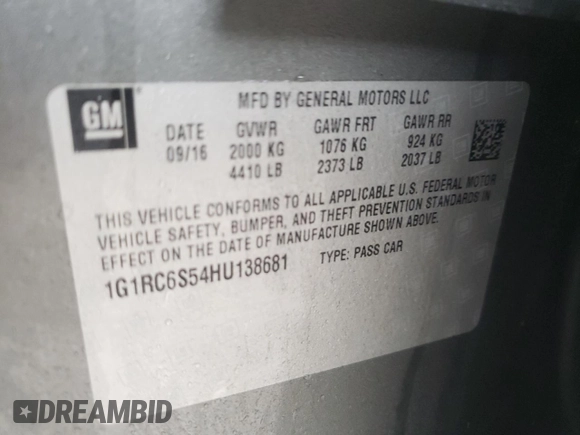 GM
MFD BY GENERAL MOTORS LLC
DATE GVWR GAWR FRT GAWR RR
09/16 2000 KG 1076 KG 924 KG
4410 LB 2373 LB 2037 LB
THIS VEHICLE CONFORMS TO ALL APPLICABLE U.S. FEDERAL MOTOR
VEHICLE SAFETY, BUMPER, AND THEFT PREVENTION STANDARDS IN
EFFECT ON THE DATE OF MANUFACTURE SHOWN ABOVE.
1G1RC6S54HU138681 TYPE: PASS CAR
DREAMBID